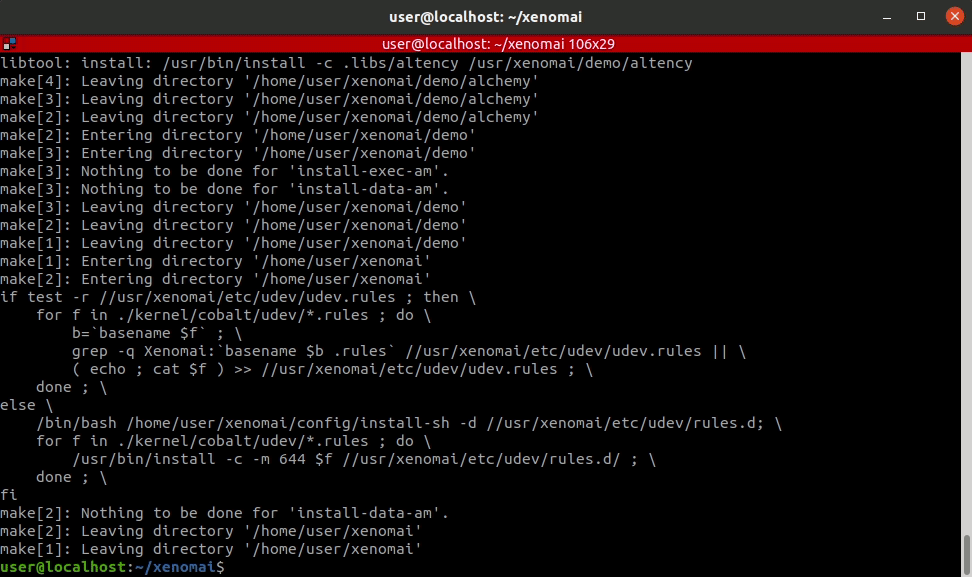 user@localhost: ~/xenomai
user@localhost: ~/xenomai 106x29
libtool: install: /usr/bin/install -c .libs/altency /usr/xenomai/demo/altency
make[4]: Leaving directory '/home/user/xenomai/demo/alchemy'
make[3]: Leaving directory '/home/user/xenomai/demo/alchemy'
make[2]: Leaving directory '/home/user/xenomai/demo/alchemy'
make[2]: Entering directory '/home/user/xenomai/demo'
make[3]: Entering directory '/home/user/xenomai/demo'
make[3]: Nothing to be done for 'install-exec-am'.
make[3]: Nothing to be done for 'install-data-am'.
make[3]: Leaving directory '/home/user/xenomai/demo'
make[2]: Leaving directory '/home/user/xenomai/demo'
make[1]: Leaving directory '/home/user/xenomai/demo'
make[1]: Entering directory '/home/user/xenomai'
make[2]: Entering directory '/home/user/xenomai'
if test -r //usr/xenomai/etc/udev/udev.rules ; then \
    for f in ./kernel/cobalt/udev/*.rules ; do \
        b=`basename $f` ; \
        grep -q Xenomai:`basename $b .rules` //usr/xenomai/etc/udev/udev.rules || \
        ( echo ; cat $f ) >> //usr/xenomai/etc/udev/udev.rules ; \
    done ; \
else \
    /bin/bash /home/user/xenomai/config/install-sh -d //usr/xenomai/etc/udev/rules.d; \
    for f in ./kernel/cobalt/udev/*.rules ; do \
        /usr/bin/install -c -m 644 $f //usr/xenomai/etc/udev/rules.d/ ; \
    done ; \
fi
make[2]: Nothing to be done for 'install-data-am'.
make[2]: Leaving directory '/home/user/xenomai'
make[1]: Leaving directory '/home/user/xenomai'
user@localhost:~/xenomai$